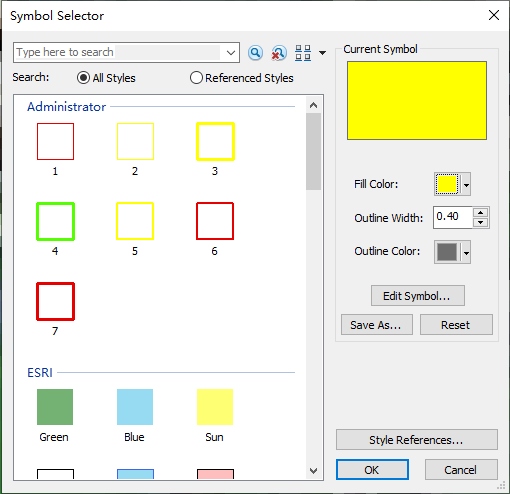 Symbol Selector
Type here to search
Search:
All Styles
Referenced Styles
Administrator
1
2
3
4
5
6
7
ESRI
Green
Blue
Sun
Current Symbol
Fill Color:
Outline Width:
0.40
Outline Color:
Edit Symbol...
Save As...
Reset
Style References...
OK
Cancel